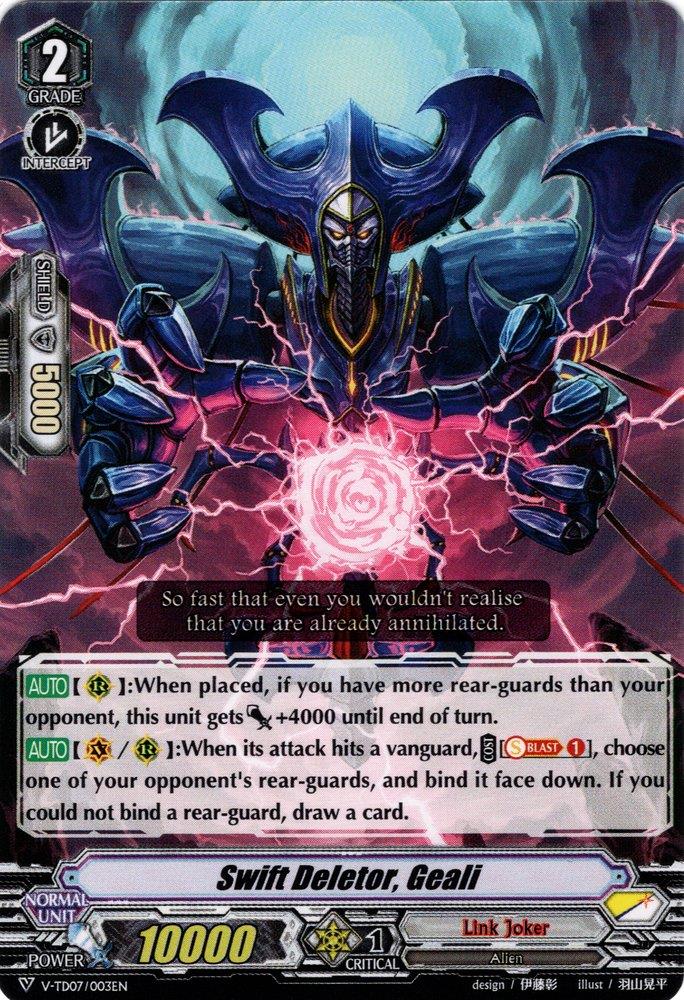 2
GRADE
INTERCEPT
SHIELD
5000
So fast that even you wouldn't realise
that you are already annihilated.
AUTO【R】:When placed, if you have more rear-guards than your
opponent, this unit gets +4000 until end of turn.
AUTO【V/R】:When its attack hits a vanguard, COST [S BLAST 1], choose
one of your opponent's rear-guards, and bind it face down. If you
could not bind a rear-guard, draw a card.
Swift Deletor, Geali
NORMAL
UNIT
POWER 10000
1
CRITICAL
Link Joker
Alien
V-TD07/003EN
design / 伊藤彰
illust / 羽山晃平